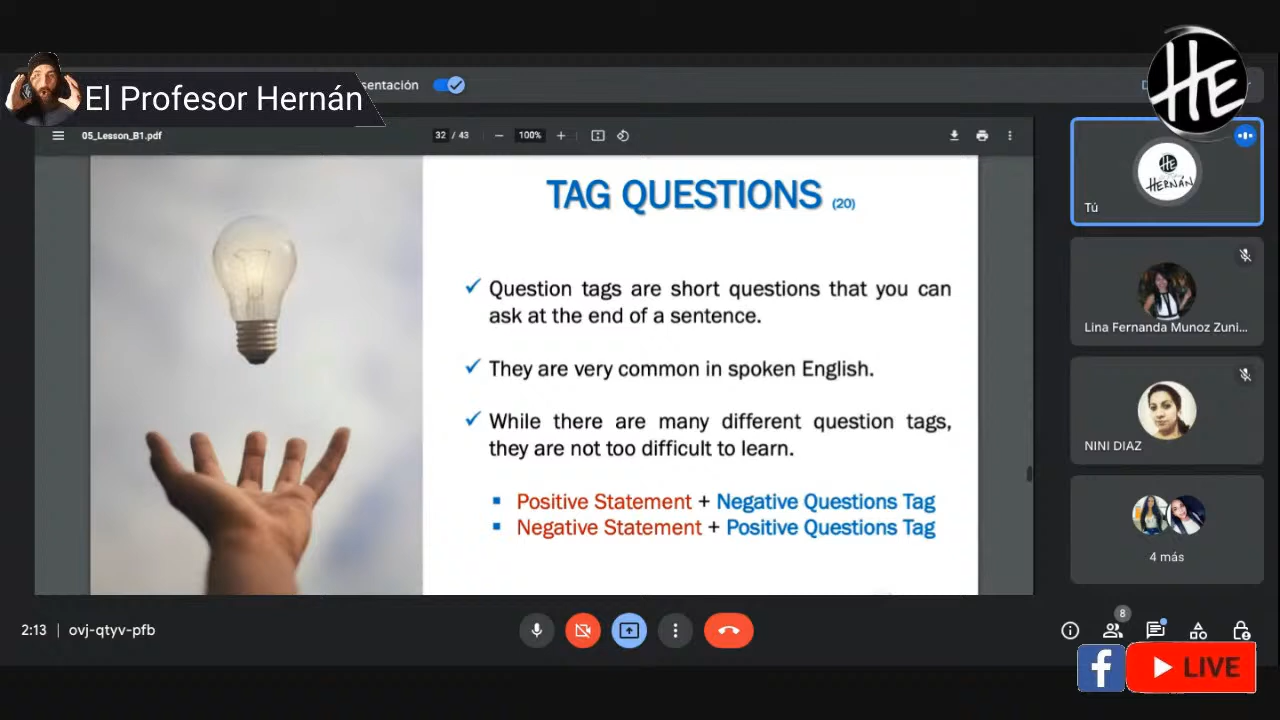 El Profesor Hernán
sentación
HE
05_Lesson_B1.pdf
32 / 43
100%
TAG QUESTIONS (20)
Question tags are short questions that you can
ask at the end of a sentence.
They are very common in spoken English.
While there are many different question tags,
they are not too difficult to learn.
Positive Statement + Negative Questions Tag
Negative Statement + Positive Questions Tag
HE
HERNÁN
Tú
Lina Fernanda Munoz Zuni...
NINI DIAZ
4 más
2:13 | ovj-qtyv-pfb
8
f
LIVE